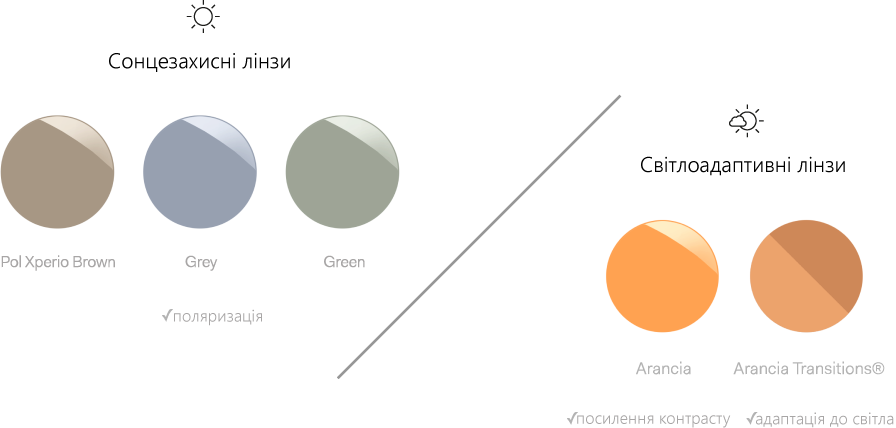 Сонцезахисні лінзи
Pol Xperio Brown
Grey
Green
✓поляризація
Світлоадаптивні лінзи
Arancia
Arancia Transitions®
✓посилення контрасту
✓адаптація до світла